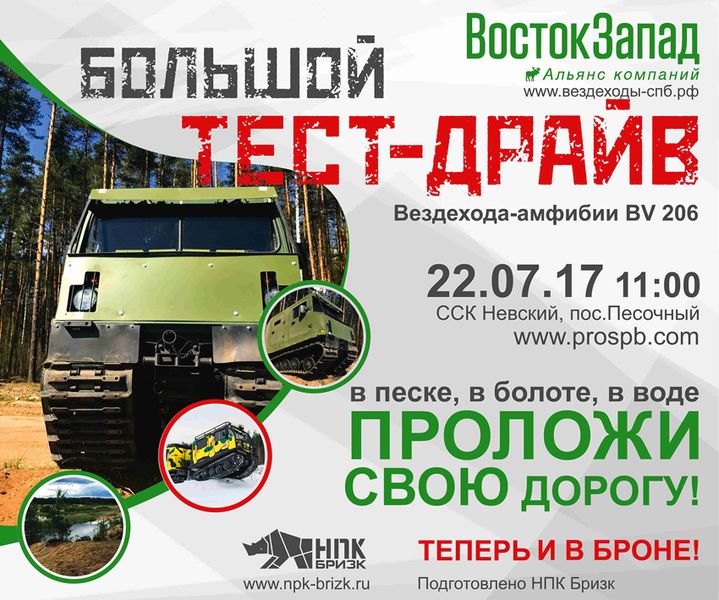 ВостокЗапад
Альянс компаний
www.вездеходы-спб.рф
БОЛЬШОЙ
ТЕСТ-ДРАЙВ
Вездехода-амфибии BV 206
22.07.17 11:00
ССК Невский, пос.Песочный
www.prospb.com
в песке, в болоте, в воде
ПРОЛОЖИ
СВОЮ ДОРОГУ!
НПК
БРИЗК
www.npk-brizk.ru
ТЕПЕРЬ И В БРОНЕ!
Подготовлено НПК Бризк